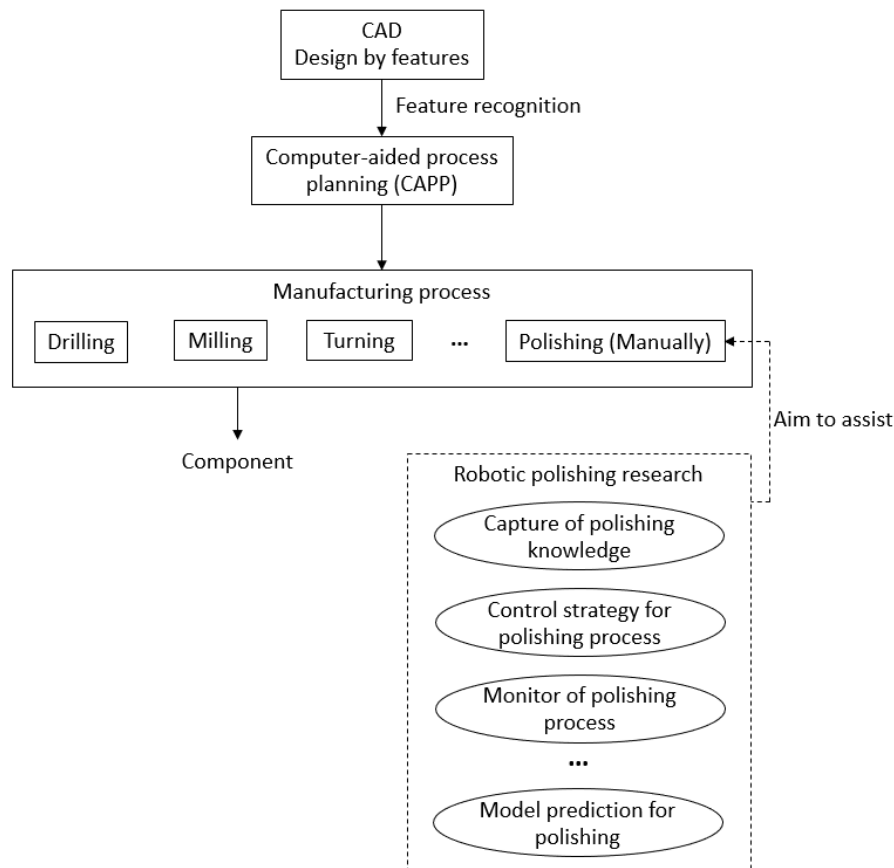 CAD
Design by features
Feature recognition
Computer-aided process
planning (CAPP)
Manufacturing process
Drilling
Milling
Turning
...
Polishing (Manually)
Aim to assist
Component
Robotic polishing research
Capture of polishing
knowledge
Control strategy for
polishing process
Monitor of polishing
process
...
Model prediction for
polishing